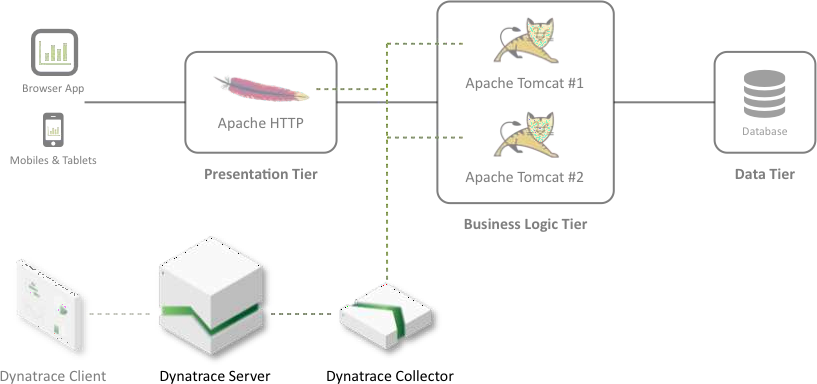 Browser App
Mobiles & Tablets
Apache HTTP
Presentation Tier
Apache Tomcat #1
Apache Tomcat #2
Business Logic Tier
Database
Data Tier
Dynatrace Client
Dynatrace Server
Dynatrace Collector